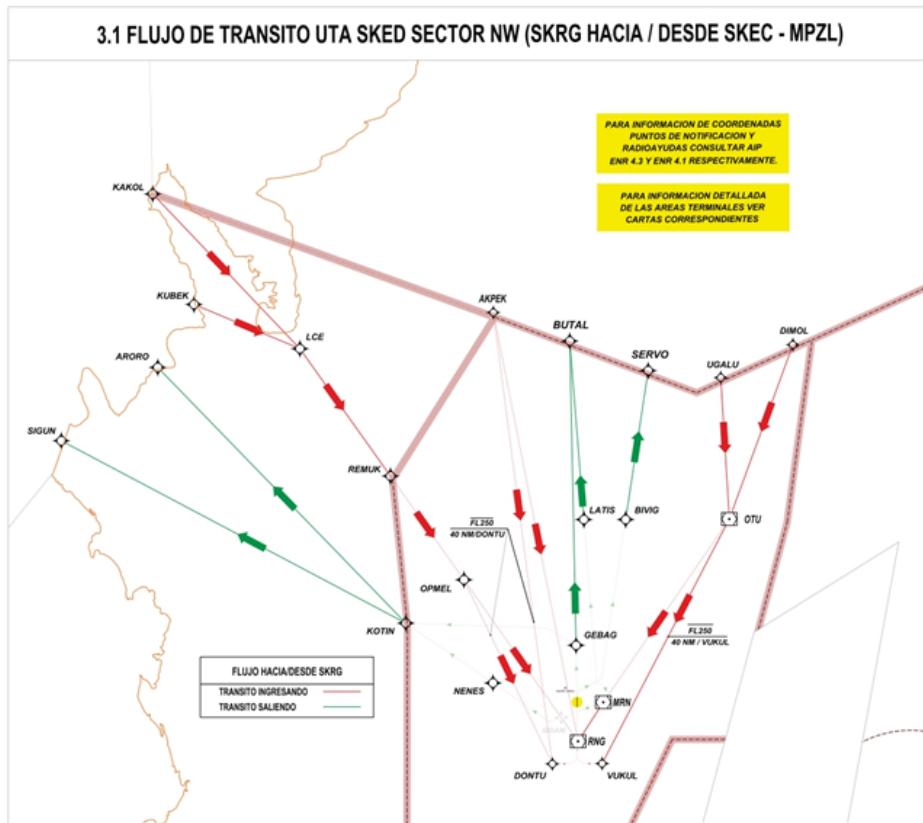 3.1 FLUJO DE TRANSITO UTA SKED SECTOR NW (SKRG HACIA / DESDE SKEC - MPZL)
PARA INFORMACION DE COORDENADAS
PUNTOS DE NOTIFICACION Y
RADIOAYUDAS CONSULTAR AIP
ENR 4.3 Y ENR 4.1 RESPECTIVAMENTE.
PARA INFORMACION DETALLADA
DE LAS AREAS TERMINALES VER
CARTAS CORRESPONDIENTES
KAKOL
KUBEK
AKPEK
LCE
BUTAL
DIMOL
ARORO
SERVO
UGALU
SIGUN
REMUK
FL250
40 NM/DONTU
LATIS
BIVIG
OTU
OPMEL
KOTIN
GEBAG
FL250
40 NM / VUKUL
FLUJO HACIA/DESDE SKRG
TRANSITO INGRESANDO
TRANSITO SALIENDO
NENES
MRN
RNG
DONTU
VUKUL